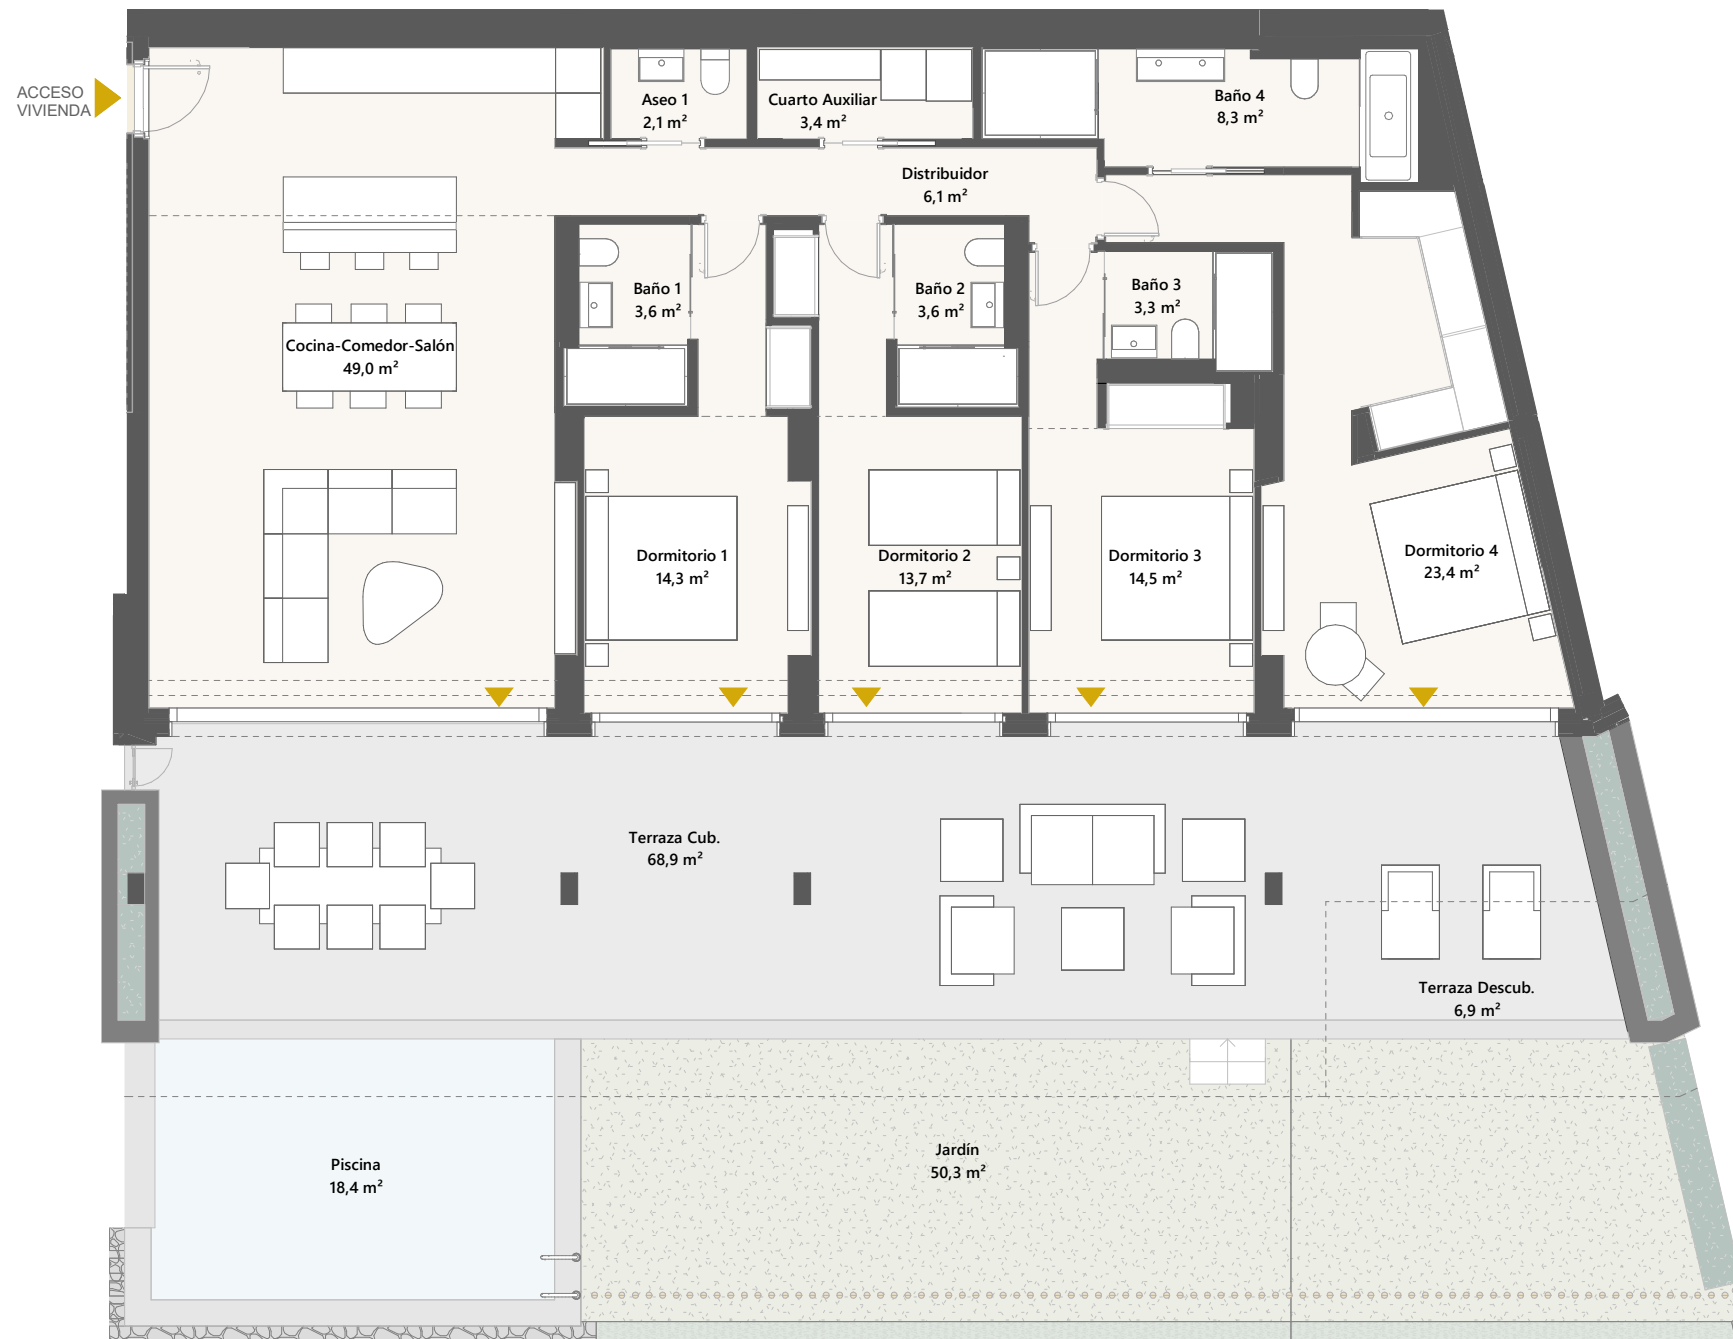 ACCESO
VIVIENDA
Aseo 1
2,1 m²
Cuarto Auxiliar
3,4 m²
Baño 4
8,3 m²
Distribuidor
6,1 m²
Baño 1
3,6 m²
Baño 2
3,6 m²
Baño 3
3,3 m²
Cocina-Comedor-Salón
49,0 m²
Dormitorio 1
14,3 m²
Dormitorio 2
13,7 m²
Dormitorio 3
14,5 m²
Dormitorio 4
23,4 m²
Terraza Cub.
68,9 m²
Terraza Descub.
6,9 m²
Piscina
18,4 m²
Jardín
50,3 m²